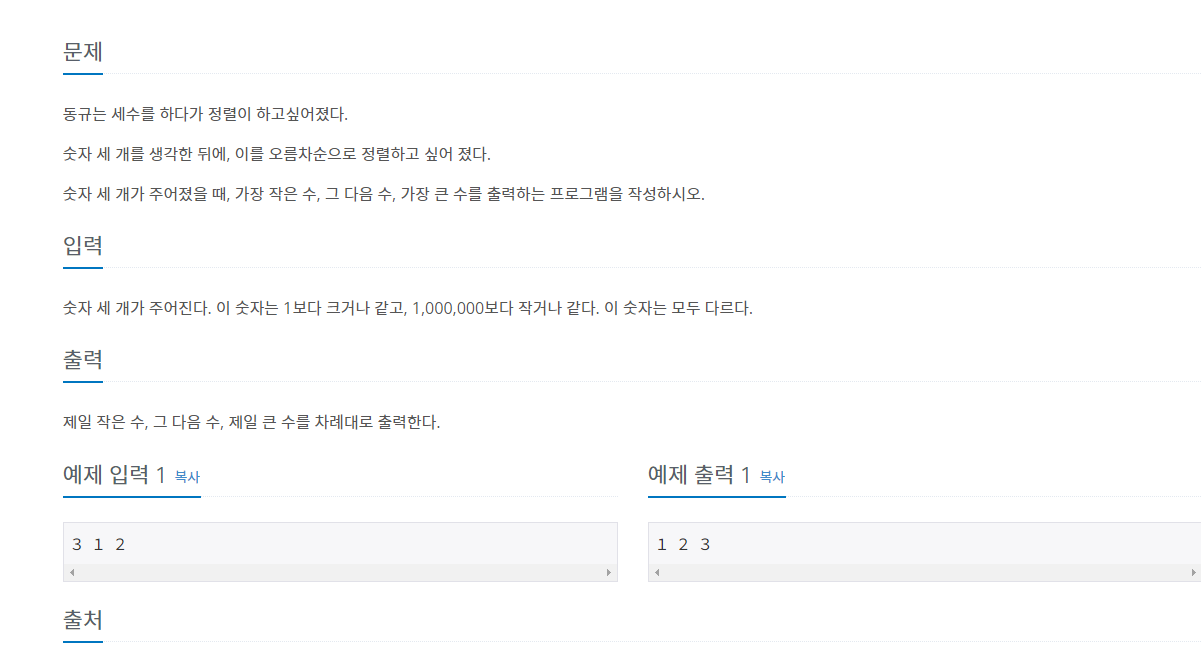 문제
동규는 세수를 하다가 정렬이 하고싶어졌다.
숫자 세 개를 생각한 뒤에, 이를 오름차순으로 정렬하고 싶어 졌다.
숫자 세 개가 주어졌을 때, 가장 작은 수, 그 다음 수, 가장 큰 수를 출력하는 프로그램을 작성하시오.
입력
숫자 세 개가 주어진다. 이 숫자는 1보다 크거나 같고, 1,000,000보다 작거나 같다. 이 숫자는 모두 다르다.
출력
제일 작은 수, 그 다음 수, 제일 큰 수를 차례대로 출력한다.
예제 입력 1 복사
3 1 2
예제 출력 1 복사
1 2 3
출처